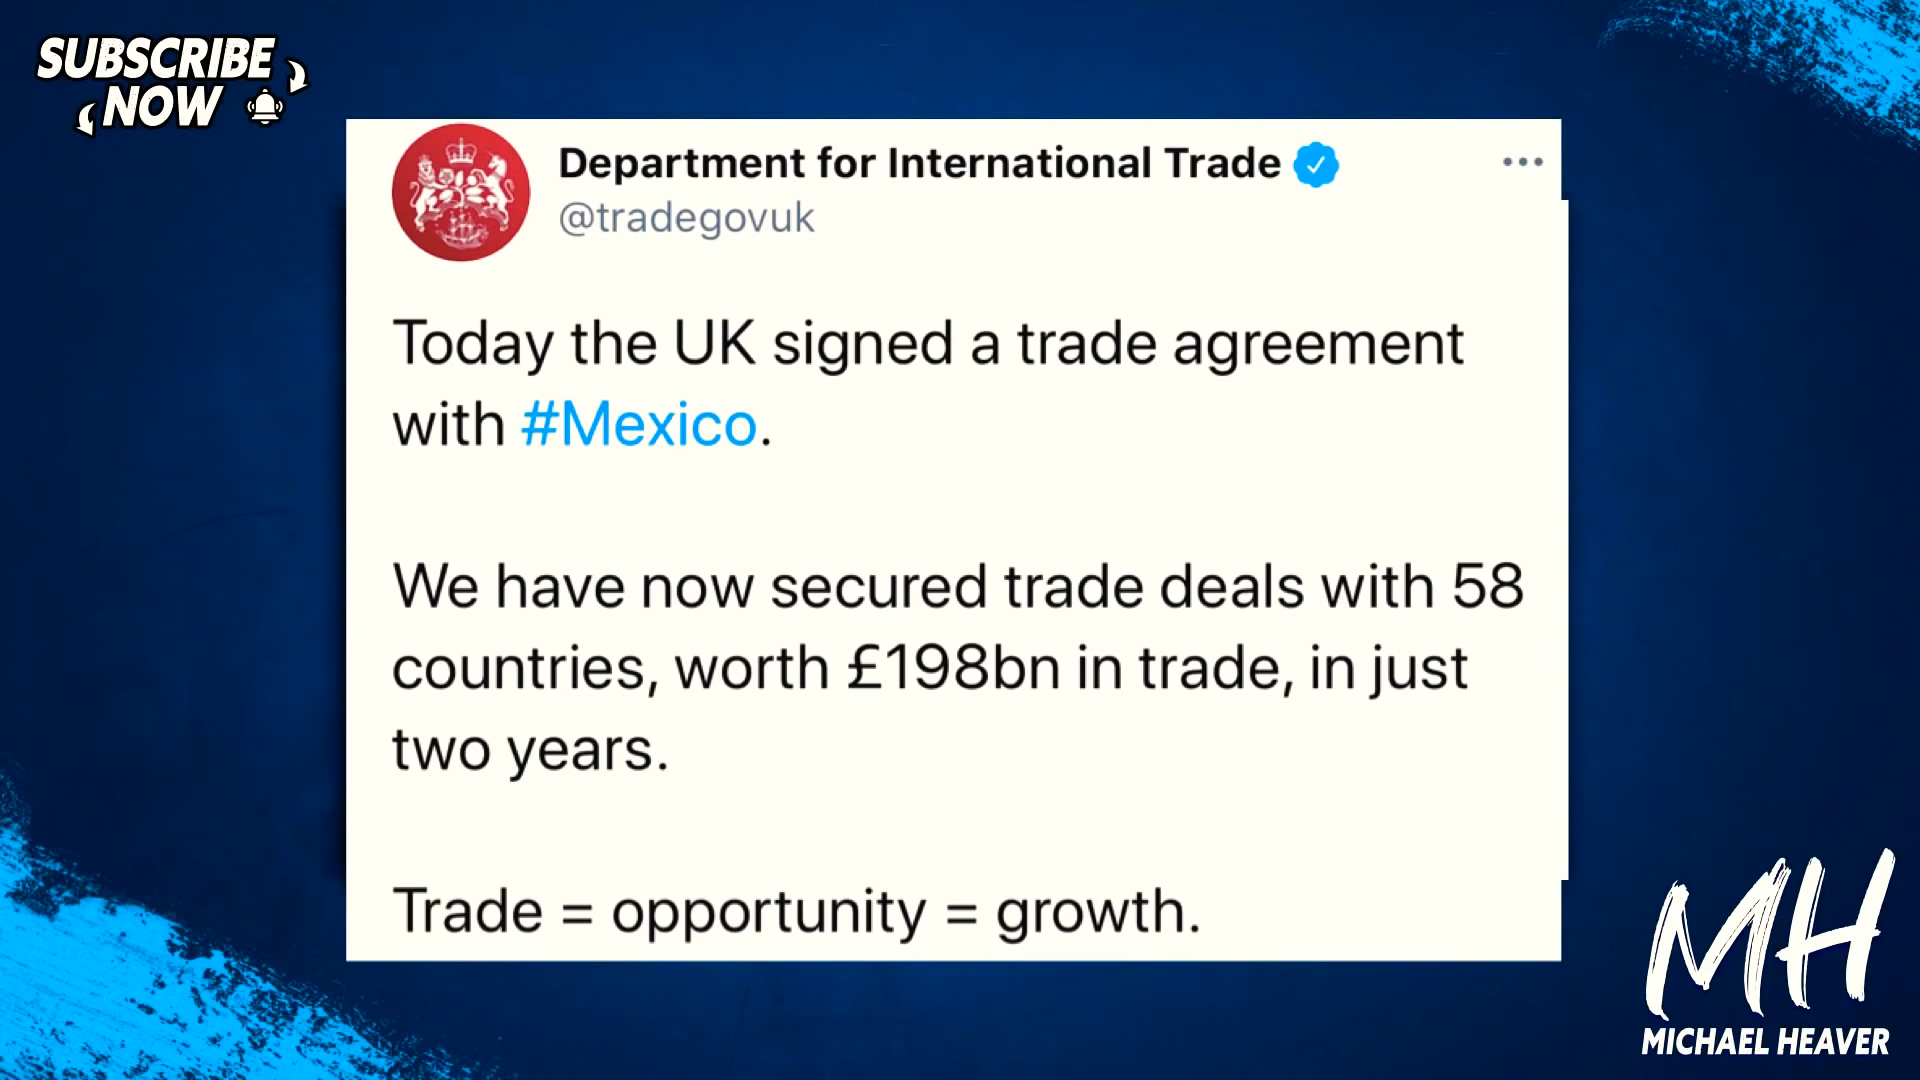 SUBSCRIBE
NOW
Department for International Trade
@tradegovuk
Today the UK signed a trade agreement
with #Mexico.
We have now secured trade deals with 58
countries, worth £198bn in trade, in just
two years.
Trade = opportunity = growth.
MH
MICHAEL HEAVER